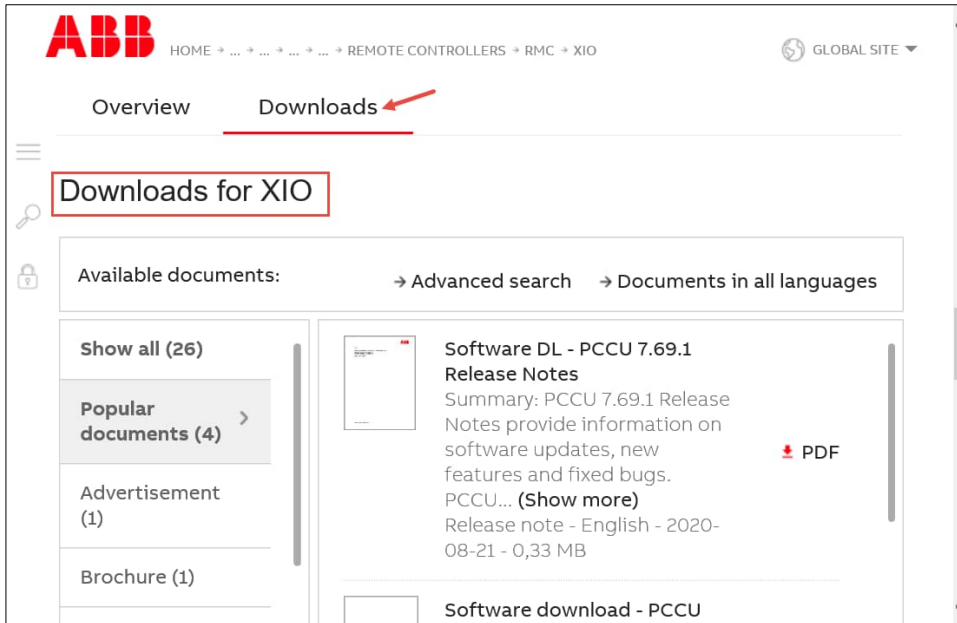 ABB
HOME → ... → ... → ... → ... → REMOTE CONTROLLERS → RMC → XIO
GLOBAL SITE
Overview
Downloads
Downloads for XIO
Available documents:
→ Advanced search
→ Documents in all languages
Show all (26)
Popular
documents (4)
Advertisement
(1)
Brochure (1)
ABB
Software DL - PCCU 7.69.1
Release Notes
Summary: PCCU 7.69.1 Release
Notes provide information on
software updates, new
features and fixed bugs.
PCCU... (Show more)
Release note - English - 2020-
08-21 - 0,33 MB
PDF
Software download - PCCU